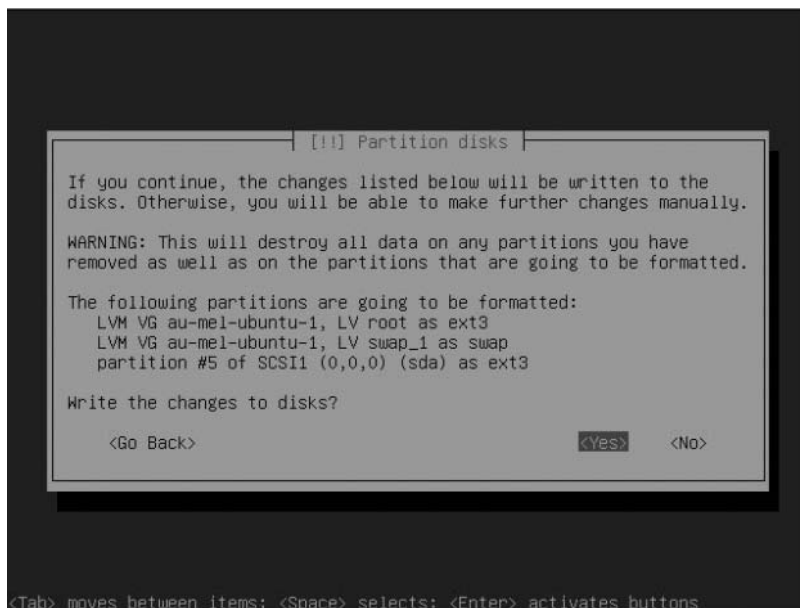 [!!] Partition disks
If you continue, the changes listed below will be written to the
disks. Otherwise, you will be able to make further changes manually.
WARNING: This will destroy all data on any partitions you have
removed as well as on the partitions that are going to be formatted.
The following partitions are going to be formatted:
LVM VG au-mel-ubuntu-1, LV root as ext3
LVM VG au-mel-ubuntu-1, LV swap_1 as swap
partition #5 of SCSI1 (0,0,0) (sda) as ext3
Write the changes to disks?
<Go Back> <Yes> <No>
<Tab> moves between items; <Space> selects; <Enter> activates buttons